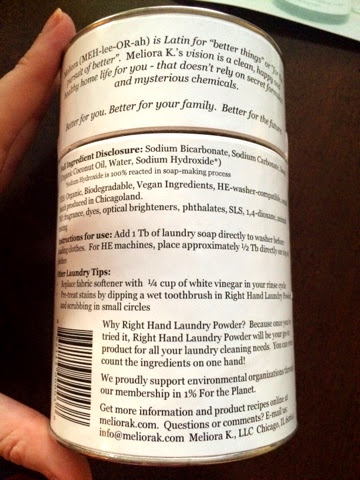 Meliora (MEH-lee-OR-ah) is Latin for "better things" or "for the
pursuit of better". Meliora K.'s vision is a clean, happy and
healthy home life for you - that doesn't rely on secret formulas
and mysterious chemicals.
Better for you. Better for your family. Better for the future.
Full Ingredient Disclosure: Sodium Bicarbonate, Sodium Carbonate,
Coconut Oil, Water, Sodium Hydroxide*)
*Sodium Hydroxide is 100% reacted in soap-making process
Organic, Biodegradable, Vegan Ingredients, HE-washer-compatible,
produced in Chicagoland.
fragrance, dyes, optical brighteners, phthalates, SLS, 1,4-dioxane, animal
Instructions for use: Add 1 Tb of laundry soap directly to washer before
adding clothes. For HE machines, place approximately ½ Tb directly
Other Laundry Tips:
Replace fabric softener with ¼ cup of white vinegar in your rinse cycle
Pre-treat stains by dipping a wet toothbrush in Right Hand Laundry Powder
and scrubbing in small circles
Why Right Hand Laundry Powder? Because once you've
tried it, Right Hand Laundry Powder will be your go-to
product for all your laundry cleaning needs. You can
count the ingredients on one hand!
We proudly support environmental organizations through
our membership in 1% For the Planet.
Get more information and product recipes online at
meliorak.com. Questions or comments? E-mail us:
info@meliorak.com Meliora K., LLC Chicago, IL